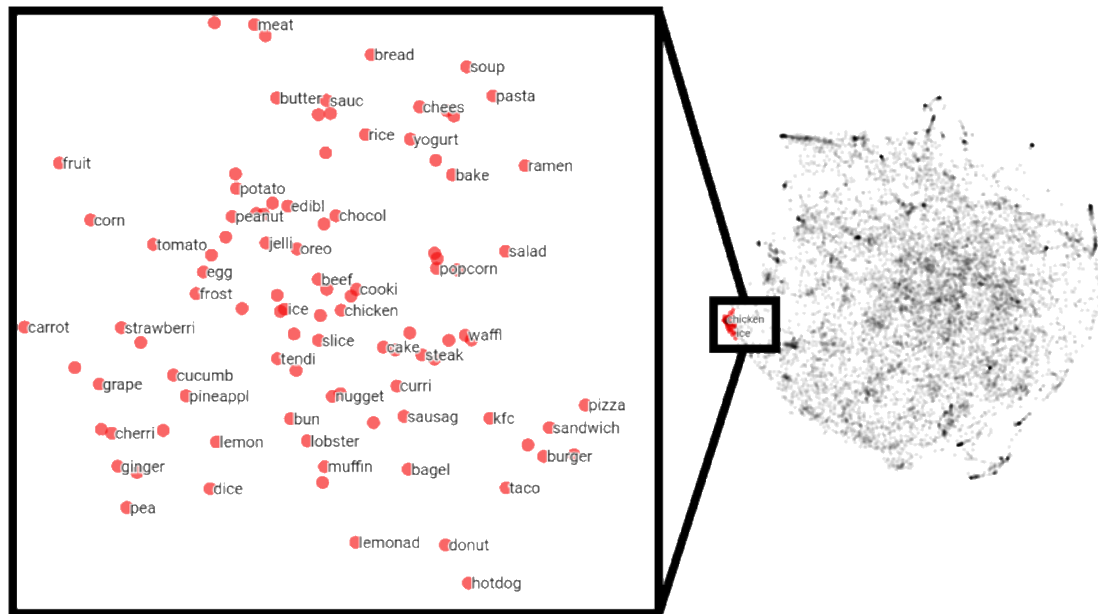 meat
bread
soup
butter
sauc
chees
pasta
rice
yogurt
fruit
bake
ramen
potato
edibl
peanut
chocol
corn
tomato
jelli
oreo
salad
egg
beef
popcorn
frost
cooki
ice
chicken
carrot
strawberri
slice
cake
waffl
tendi
steak
grape
cucumb
pineappl
nugget
curri
bun
sausag
kfc
pizza
sandwich
cherri
lemon
lobster
burger
ginger
muffin
bagel
dice
taco
pea
lemonad
donut
hotdog
chicken
ice